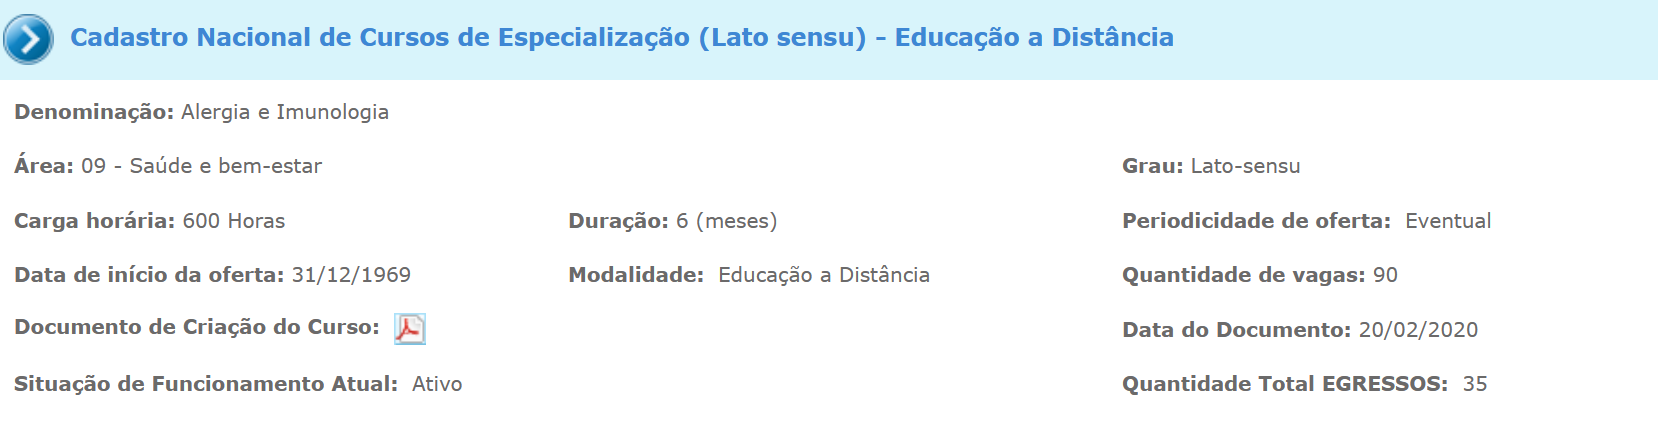 Cadastro Nacional de Cursos de Especialização (Lato sensu) - Educação a Distância
Denominação: Alergia e Imunologia
Área: 09 - Saúde e bem-estar Grau: Lato-sensu
Carga horária: 600 Horas Duração: 6 (meses) Periodicidade de oferta: Eventual
Data de início da oferta: 31/12/1969 Modalidade: Educação a Distância Quantidade de vagas: 90
Documento de Criação do Curso: Data do Documento: 20/02/2020
Situação de Funcionamento Atual: Ativo Quantidade Total EGRESSOS: 35